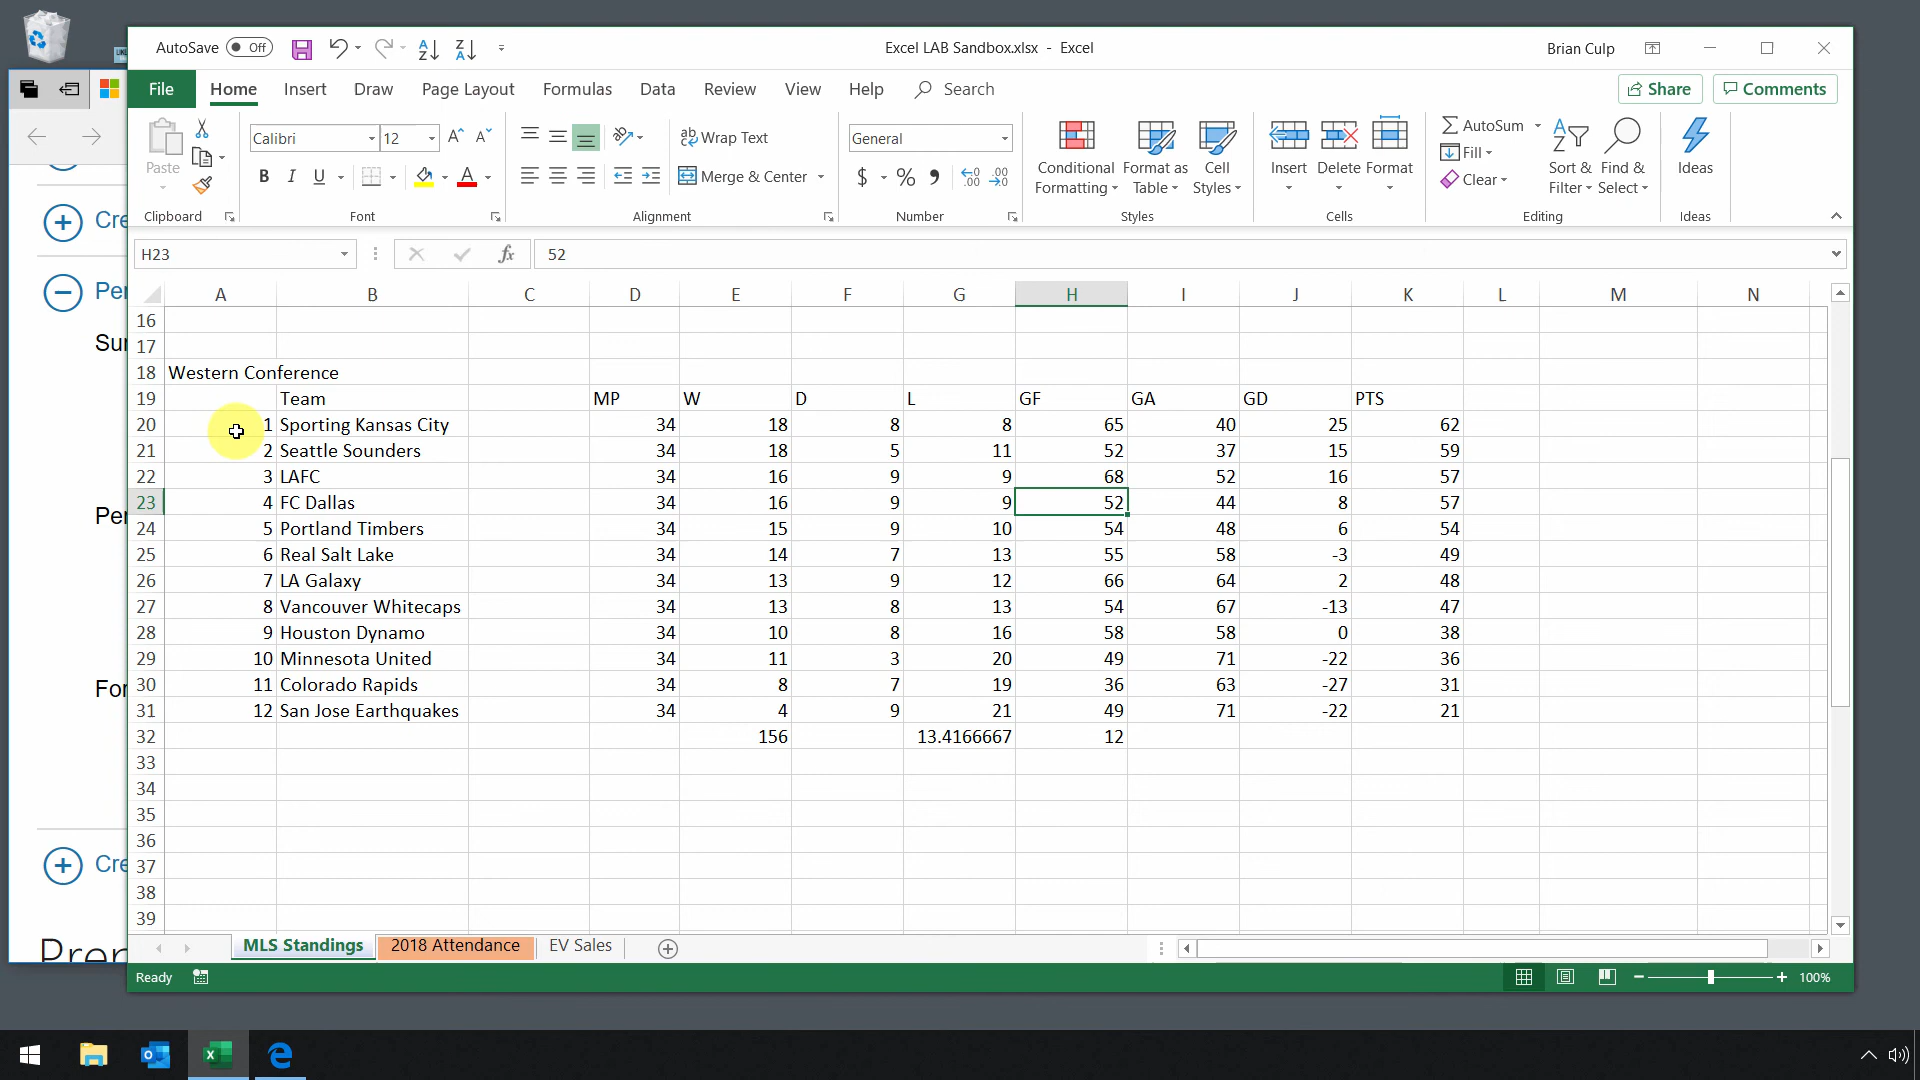 AutoSave Off Excel LAB Sandbox.xlsx - Excel Brian Culp
File Home Insert Draw Page Layout Formulas Data Review View Help Search Share Comments
Paste Calibri 12 ab Wrap Text General Conditional Formatting Format as Table Cell Styles Insert Delete Format AutoSum Sort & Filter Find & Select Ideas
Fill
B I U A Merge & Center $ % Clear
Clipboard Font Alignment Number Styles Cells Editing Ideas
H23 fx 52
A B C D E F G H I J K L M N
16
17
18 Western Conference
19 Team MP W D L GF GA GD PTS
20 1 Sporting Kansas City 34 18 8 8 65 40 25 62
21 2 Seattle Sounders 34 18 5 11 52 37 15 59
22 3 LAFC 34 16 9 9 68 52 16 57
23 4 FC Dallas 34 16 9 9 52 44 8 57
24 5 Portland Timbers 34 15 9 10 54 48 6 54
25 6 Real Salt Lake 34 14 7 13 55 58 -3 49
26 7 LA Galaxy 34 13 9 12 66 64 2 48
27 8 Vancouver Whitecaps 34 13 8 13 54 67 -13 47
28 9 Houston Dynamo 34 10 8 16 58 58 0 38
29 10 Minnesota United 34 11 3 20 49 71 -22 36
30 11 Colorado Rapids 34 8 7 19 36 63 -27 31
31 12 San Jose Earthquakes 34 4 9 21 49 71 -22 21
32 156 13.4166667 12
33
34
35
36
37
38
39
MLS Standings 2018 Attendance EV Sales
Ready 100%
Cre
Per
Sur
Per
For
Cre
Prer